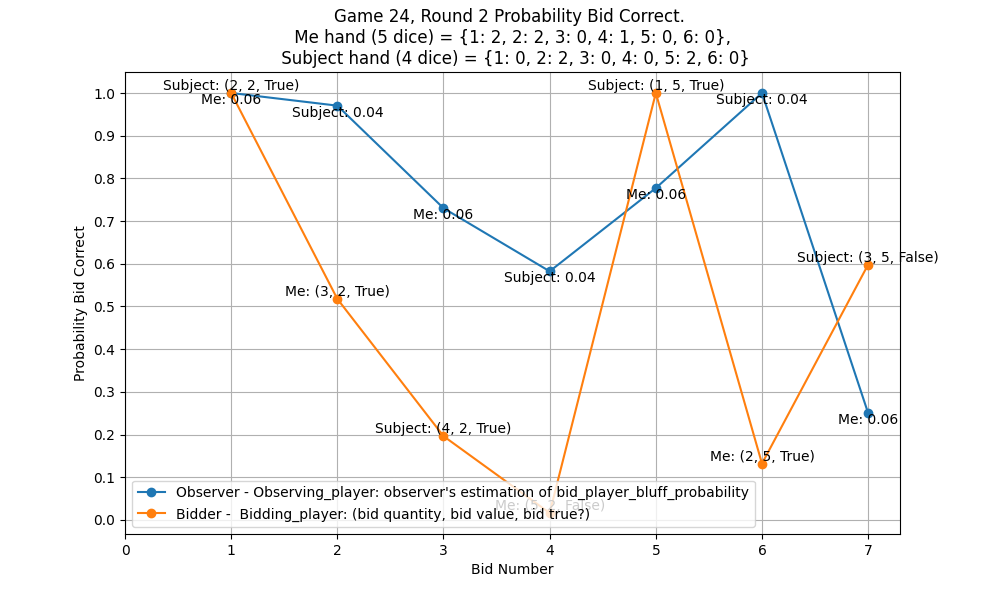 Game 24, Round 2 Probability Bid Correct.
Me hand (5 dice) = {1: 2, 2: 2, 3: 0, 4: 1, 5: 0, 6: 0},
Subject hand (4 dice) = {1: 0, 2: 2, 3: 0, 4: 0, 5: 2, 6: 0}
Probability Bid Correct
1.0
0.9
0.8
0.7
0.6
0.5
0.4
0.3
0.2
0.1
0.0
Subject: (2, 2, True)
Me: 0.06
Subject: 0.04
Me: (3, 2, True)
Me: 0.06
Subject: (4, 2, True)
Subject: 0.04
Me: (5, 2, False)
Subject: (1, 5, True)
Me: 0.06
Subject: 0.04
Me: (2, 5, True)
Subject: (3, 5, False)
Me: 0.06
Observer - Observing_player: observer's estimation of bid_player_bluff_probability
Bidder -  Bidding_player: (bid quantity, bid value, bid true?)
0 1 2 3 4 5 6 7
Bid Number